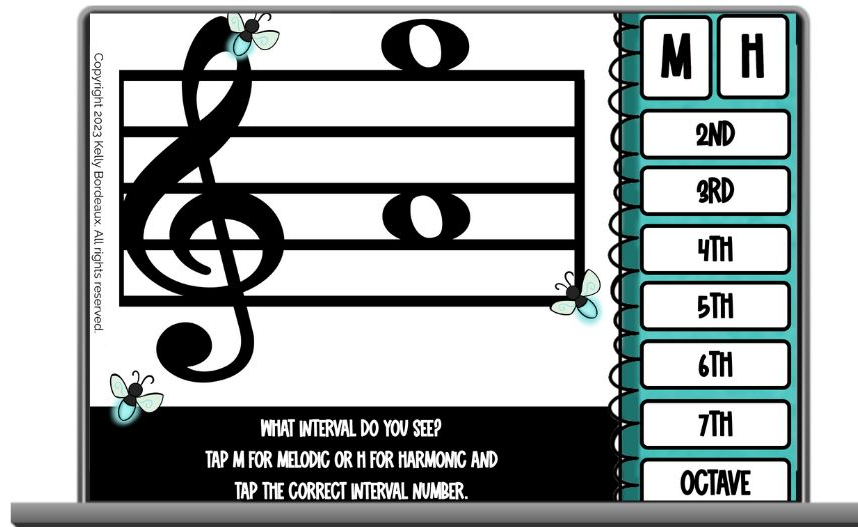 Copyright 2023 Kelly Bordeaux. All rights reserved.
M H
2ND
3RD
4TH
5TH
6TH
7TH
OCTAVE
WHAT INTERVAL DO YOU SEE?
TAP M FOR MELODIC OR H FOR HARMONIC AND
TAP THE CORRECT INTERVAL NUMBER.